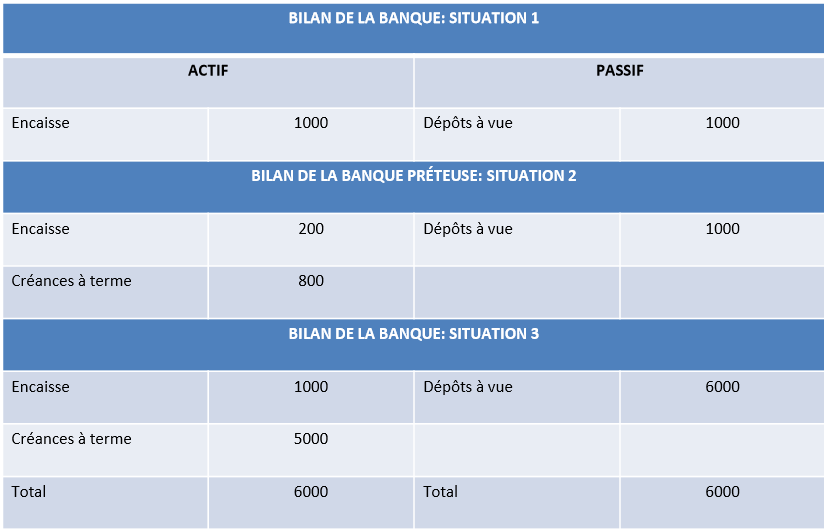 BILAN DE LA BANQUE: SITUATION 1
ACTIF PASSIF
Encaisse 1000 Dépôts à vue 1000
BILAN DE LA BANQUE PRÉTEUSE: SITUATION 2
Encaisse 200 Dépôts à vue 1000
Créances à terme 800
BILAN DE LA BANQUE: SITUATION 3
Encaisse 1000 Dépôts à vue 6000
Créances à terme 5000
Total 6000 Total 6000